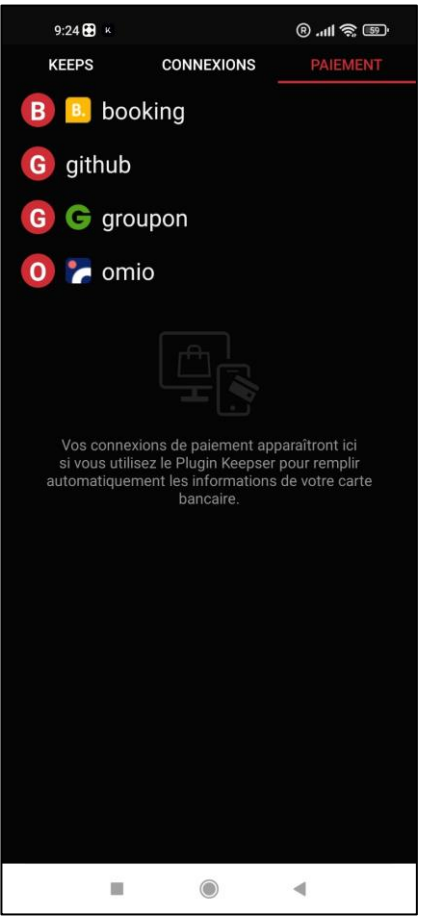 9:24 K R 59
KEEPS CONNEXIONS PAIEMENT
B B. booking
G github
G G groupon
O omio
Vos connexions de paiement apparaîtront ici
si vous utilisez le Plugin Keepser pour remplir
automatiquement les informations de votre carte
bancaire.